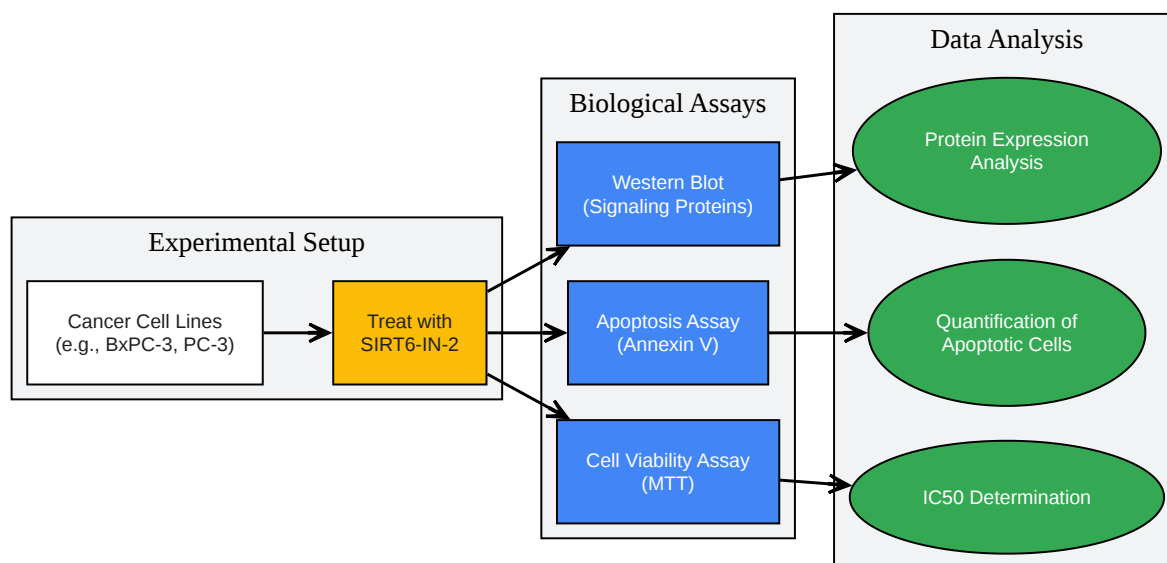 Experimental Setup
Cancer Cell Lines
(e.g., BxPC-3, PC-3)
Treat with
SIRT6-IN-2
Biological Assays
Western Blot
(Signaling Proteins)
Apoptosis Assay
(Annexin V)
Cell Viability Assay
(MTT)
Data Analysis
Protein Expression
Analysis
Quantification of
Apoptotic Cells
IC50 Determination